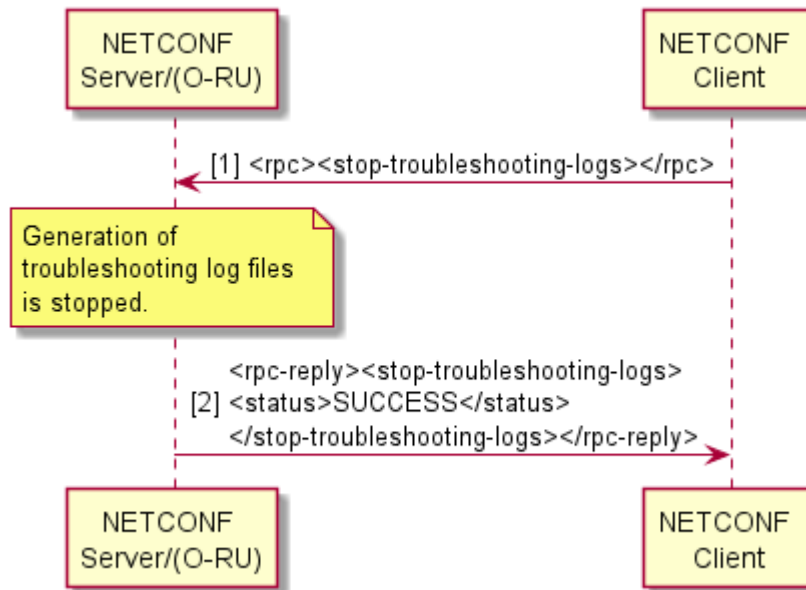 NETCONF
Server/(O-RU)
NETCONF
Client
[1] <rpc><stop-troubleshooting-logs></rpc>
Generation of
troubleshooting log files
is stopped.
<rpc-reply><stop-troubleshooting-logs>
[2] <status>SUCCESS</status>
</stop-troubleshooting-logs></rpc-reply>
NETCONF
Server/(O-RU)
NETCONF
Client